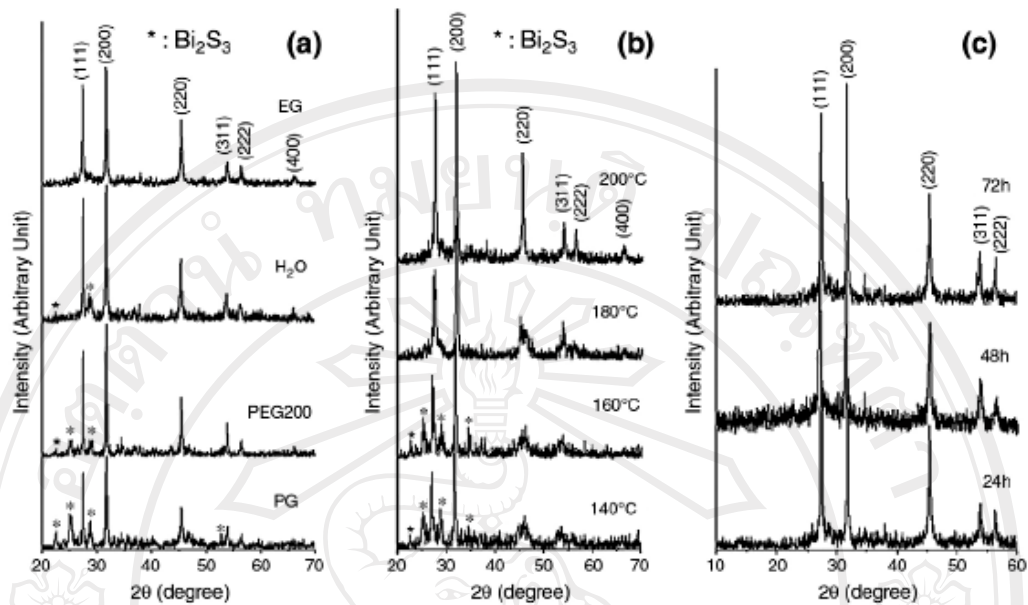 * : Bi₂S₃
(a)
(111)
(200)
EG
(220)
(311)
(222)
(400)
H₂O
*
*
PEG200
*
*
*
PG
*
*
*
*
20 30 40 50 60 70
2θ (degree)
Intensity (Arbitrary Unit)
* : Bi₂S₃
(b)
(111)
(200)
(220)
200°C
(311)
(222)
(400)
180°C
160°C
*
*
*
*
140°C
*
*
*
*
20 30 40 50 60 70
2θ (degree)
Intensity (Arbitrary Unit)
(c)
(111)
(200)
(220)
72h
(311)
(222)
48h
24h
10 20 30 40 50 60
2θ (degree)
Intensity (Arbitrary Unit)